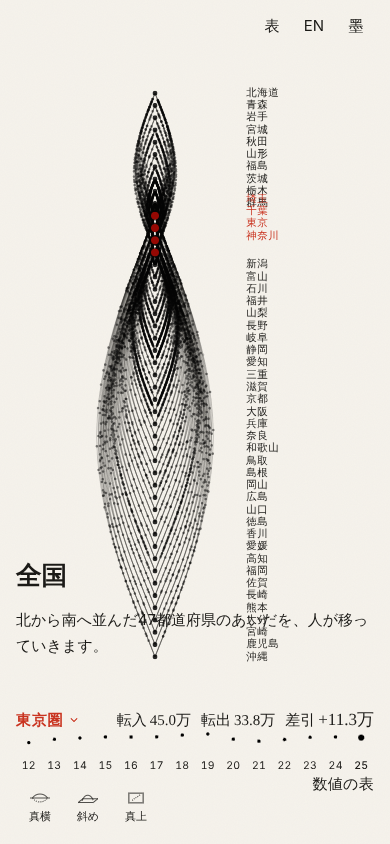 表 EN 墨
北海道
青森
岩手
宮城
秋田
山形
福島
茨城
栃木
群馬
埼玉
千葉
東京
神奈川
新潟
富山
石川
福井
山梨
長野
岐阜
静岡
愛知
三重
滋賀
京都
大阪
兵庫
奈良
和歌山
鳥取
島根
岡山
広島
山口
徳島
香川
愛媛
高知
福岡
佐賀
長崎
熊本
大分
宮崎
鹿児島
沖縄
全国
北から南へ並んだ47都道府県のあいだを、人が移っ
ていきます。
東京圏 転入 45.0万 転出 33.8万 差引 +11.3万
12 13 14 15 16 17 18 19 20 21 22 23 24 25
数値の表
真横 斜め 真上